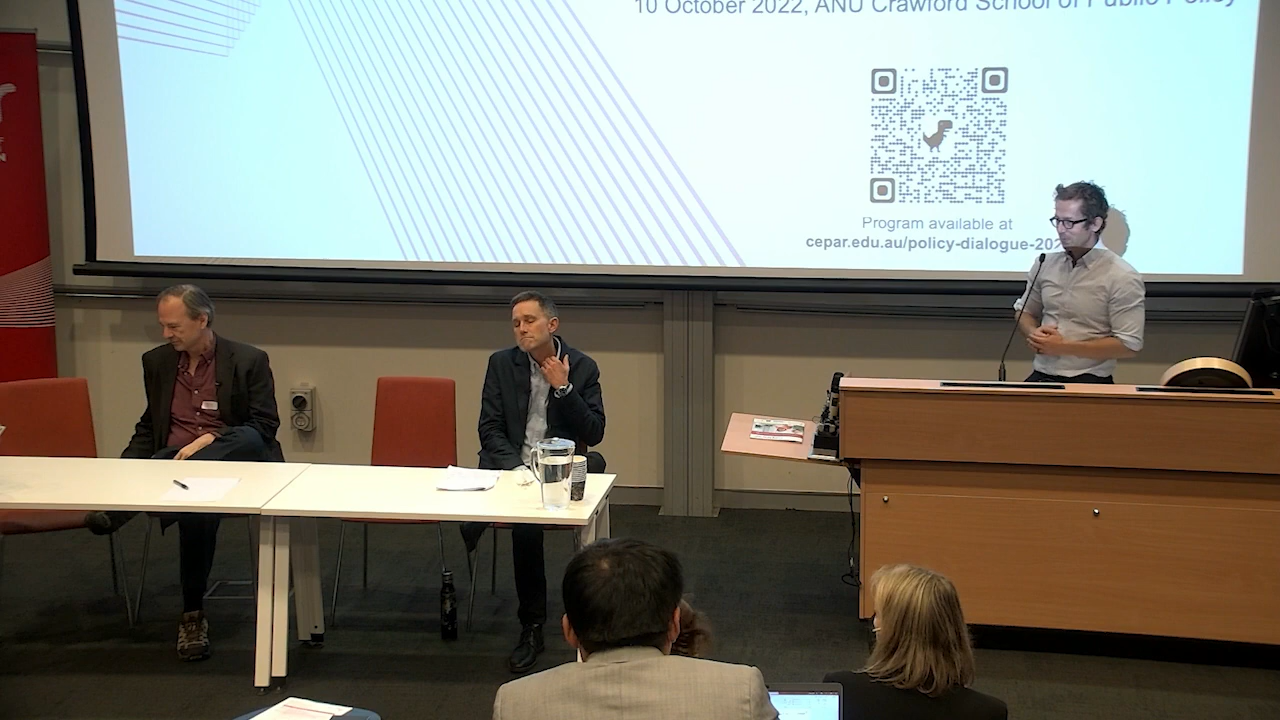 10 October 2022, ANU Crawford School of Public Policy
Program available at
cepar.edu.au/policy-dialogue-202